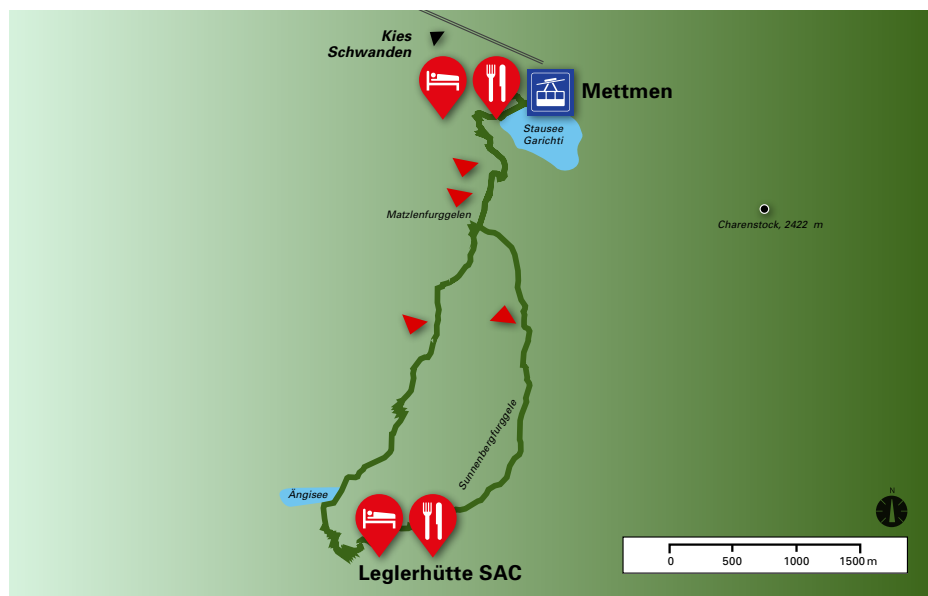 Kies
Schwanden
Mettmen
Stausee
Garichti
Matzlenfurggelen
Charenstock, 2422 m
Sunnenbergfurggele
Ängisee
Leglerhütte SAC
N
0 500 1000 1500 m